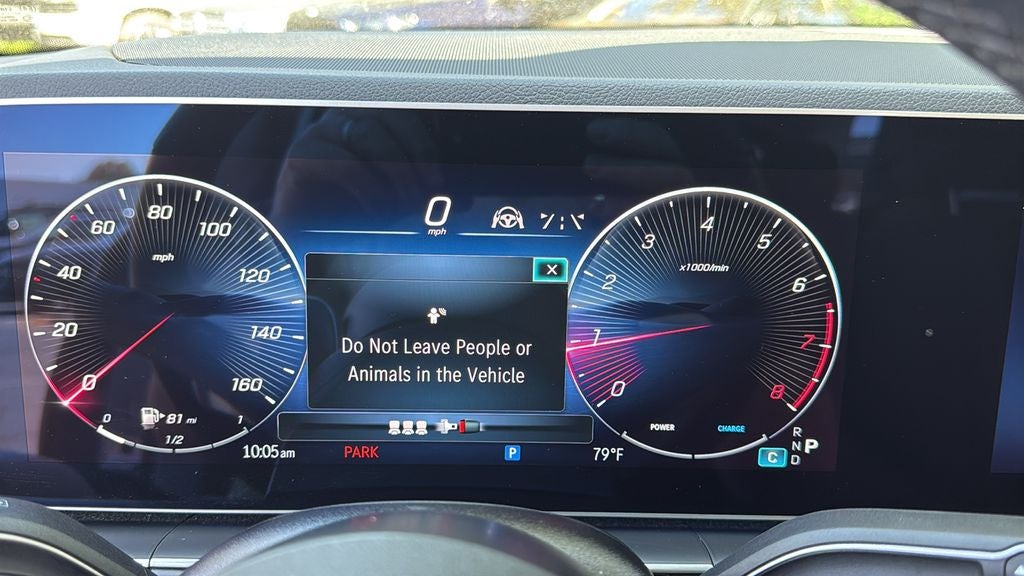 0
mph
80
60
100
mph
40
120
20
140
0
160
81 mi
0
1
1/2
Do Not Leave People or
Animals in the Vehicle
4
3
5
x1000/min
2
6
1
7
0
8
POWER
CHARGE
R
N
D
P
C
10:05am
PARK
P
79°F